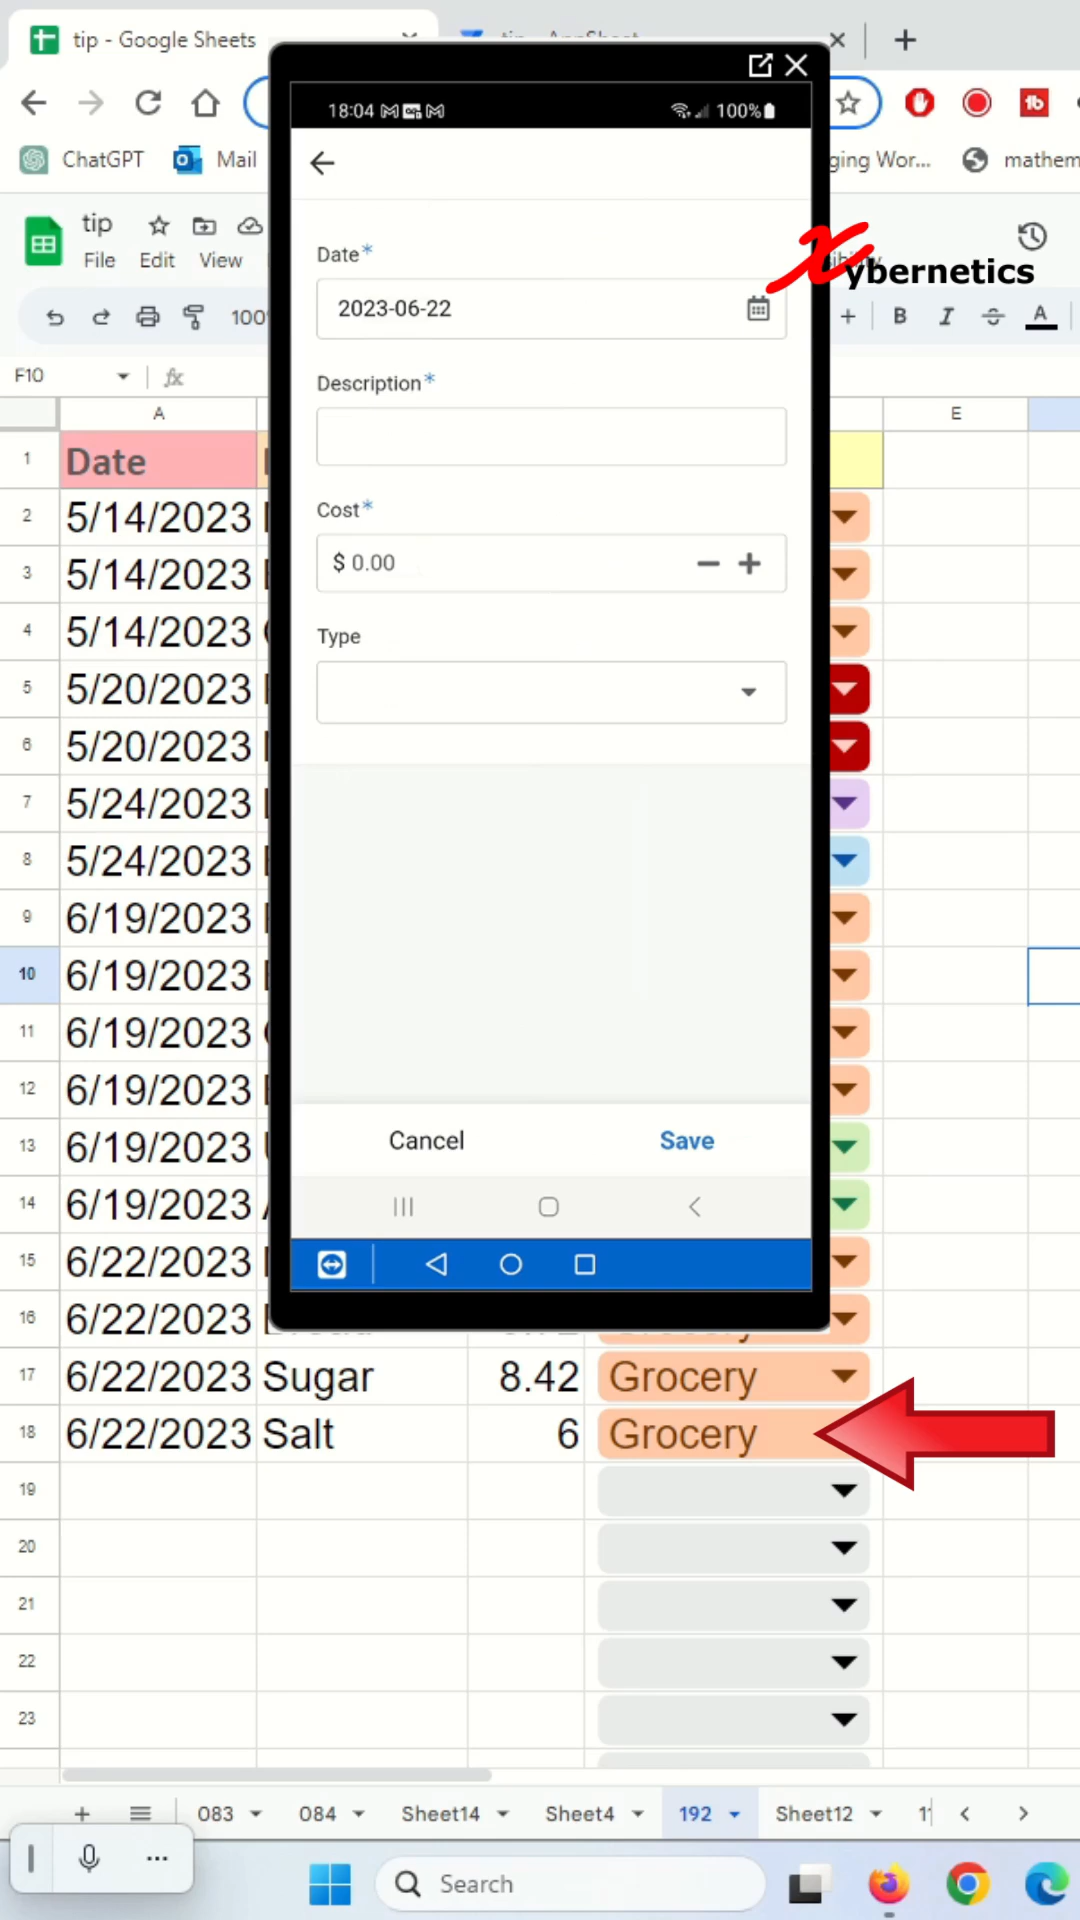 tip - Google Sheets
18:04
100%
ChatGPT
Mail
ging Wor...
mathem
tip
File Edit View
Xybernetics
Date*
2023-06-22
100
B I A
F10
fx
Description*
A
E
1 Date
2 5/14/2023
Cost*
$ 0.00
3 5/14/2023
4 5/14/2023
Type
5 5/20/2023
6 5/20/2023
7 5/24/2023
8 5/24/2023
9 6/19/2023
10 6/19/2023
11 6/19/2023
12 6/19/2023
13 6/19/2023
Cancel Save
14 6/19/2023
15 6/22/2023
16 6/22/2023
17 6/22/2023 Sugar 8.42 Grocery
18 6/22/2023 Salt 6 Grocery
19
20
21
22
23
083 084 Sheet14 Sheet4 192 Sheet12
Search